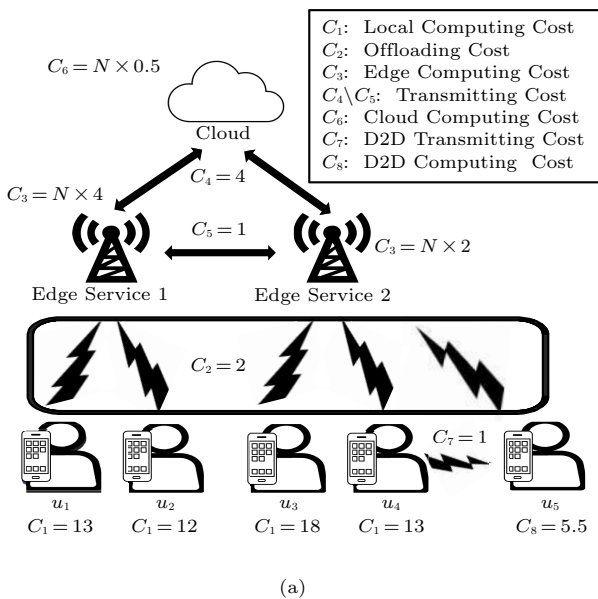 C₁: Local Computing Cost
C₂: Offloading Cost
C₃: Edge Computing Cost
C₄\C₅: Transmitting Cost
C₆: Cloud Computing Cost
C₇: D2D Transmitting Cost
C₈: D2D Computing Cost
C₆ = N × 0.5
Cloud
C₄ = 4
C₃ = N × 4
C₅ = 1
C₃ = N × 2
Edge Service 1
Edge Service 2
C₂ = 2
C₇ = 1
u₁
u₂
u₃
u₄
u₅
C₁ = 13
C₁ = 12
C₁ = 18
C₁ = 13
C₈ = 5.5
(a)